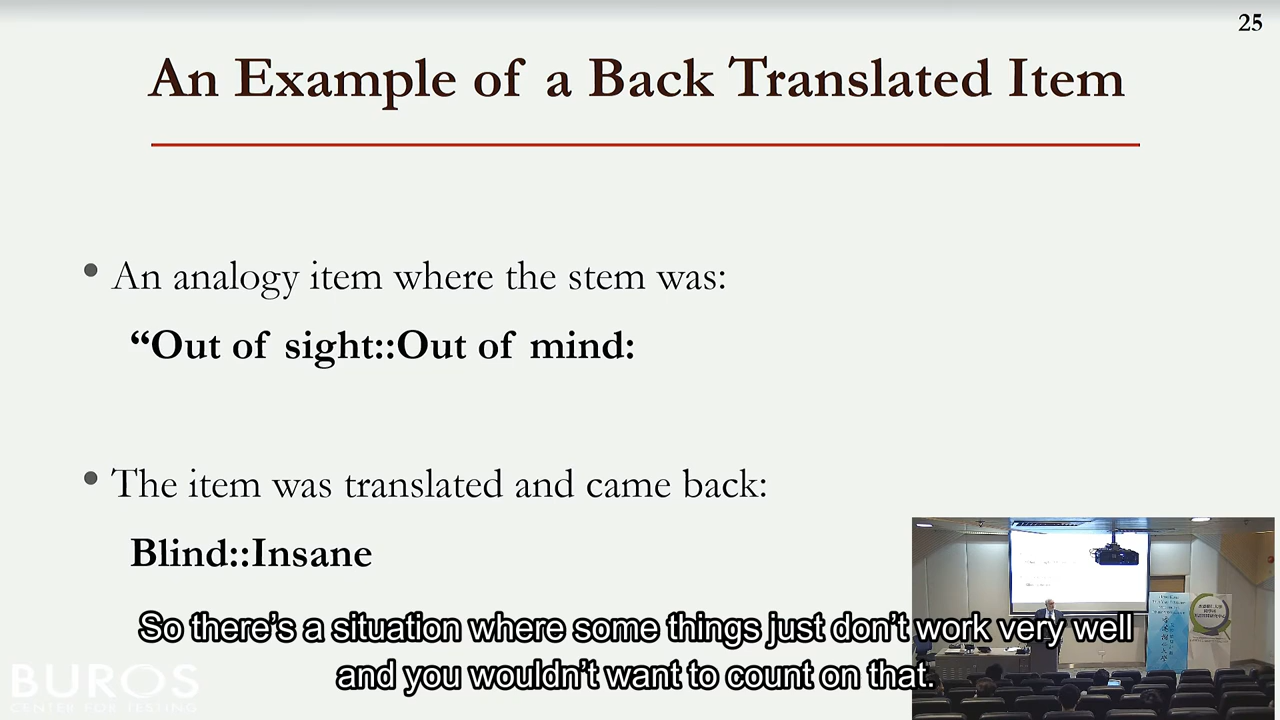 25
An Example of a Back Translated Item
• An analogy item where the stem was:
“Out of sight::Out of mind:
• The item was translated and came back:
Blind::Insane
So there's a situation where some things just don't work very well
and you wouldn't want to count on that.
BUROS
CENTER FOR TESTING